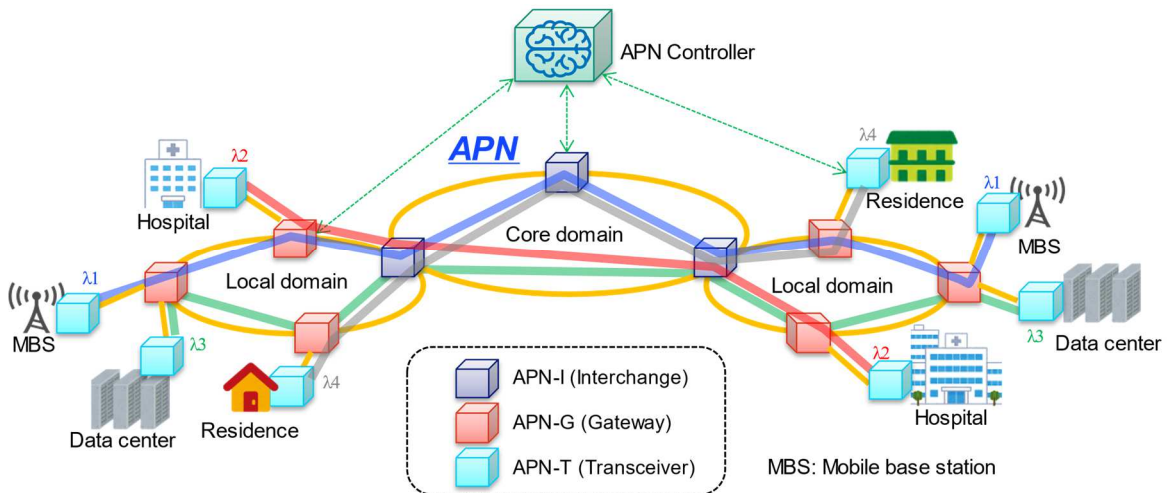 APN Controller
APN
λ2
Hospital
λ4
Residence
λ1
MBS
Core domain
Local domain
Local domain
λ1
MBS
λ3
Data center
λ4
Residence
λ3
Data center
λ2
Hospital
APN-I (Interchange)
APN-G (Gateway)
APN-T (Transceiver)
MBS: Mobile base station